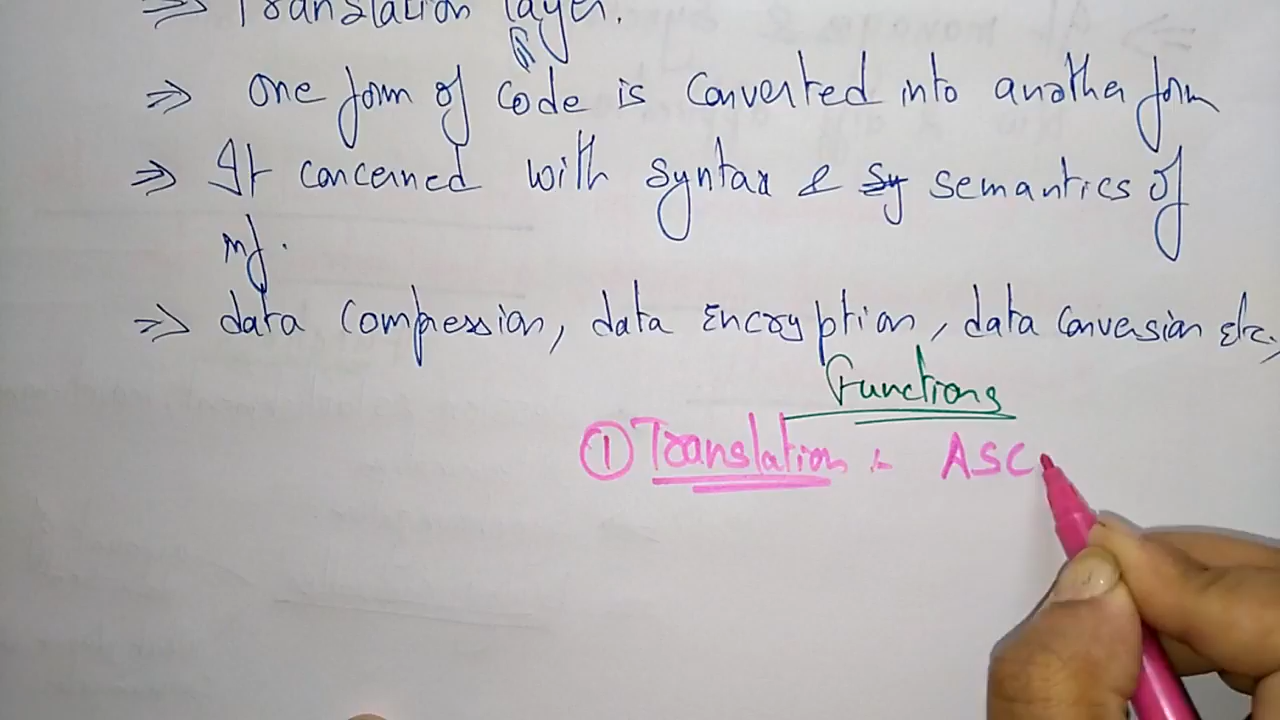 ⇒ Translation layer.
⇒ One form of Code is Converted into another form
⇒ It concerned with syntax & sy semantics of
inf.
⇒ data Compression, data Encryption, data Conversion etc.,
Functions
① Translation :- ASC